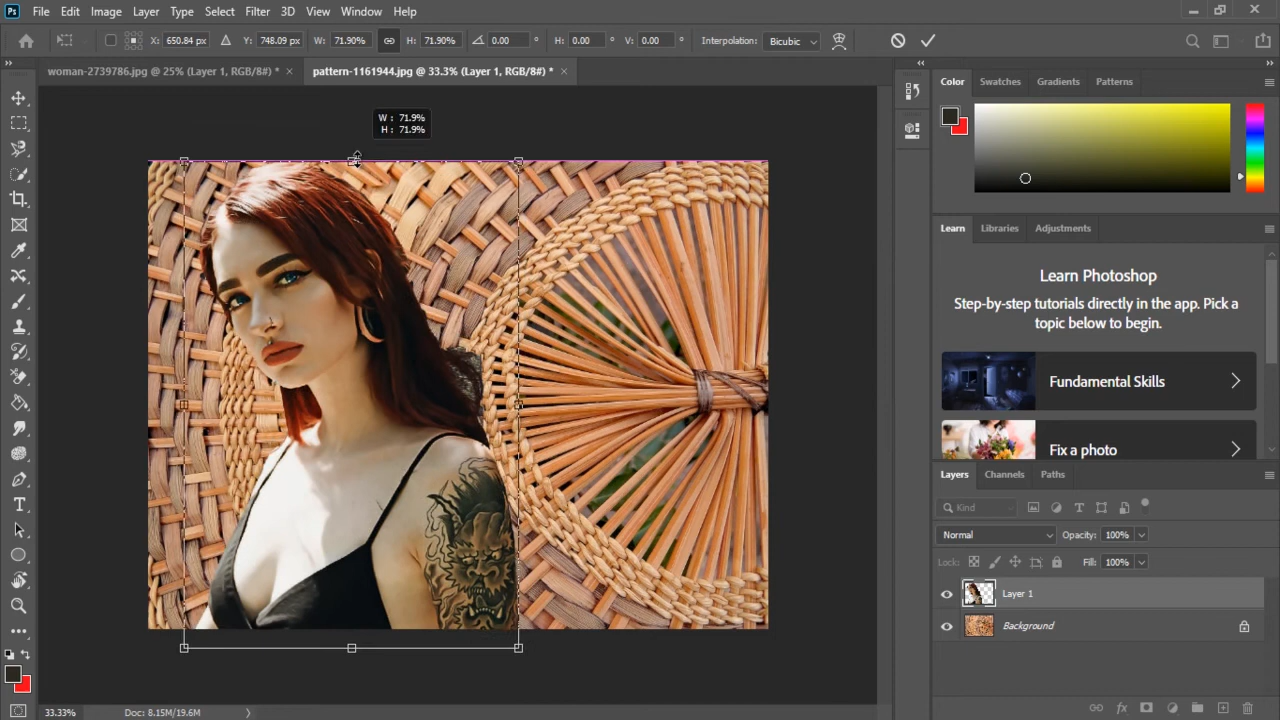 Ps File Edit Image Layer Type Select Filter 3D View Window Help
X: 650.84 px Y: 748.09 px W: 71.90% H: 71.90% 0.00 ° H: 0.00 ° V: 0.00 ° Interpolation: Bicubic
woman-2739786.jpg @ 25% (Layer 1, RGB/8#) * × pattern-1161944.jpg @ 33.3% (Layer 1, RGB/8#) * ×
W : 71.9%
H : 71.9%
Color Swatches Gradients Patterns
Learn Libraries Adjustments
Learn Photoshop
Step-by-step tutorials directly in the app. Pick a
topic below to begin.
Fundamental Skills
Fix a photo
Layers Channels Paths
Kind
Normal Opacity: 100%
Lock: Fill: 100%
Layer 1
Background
33.33% Doc: 8.15M/19.6M